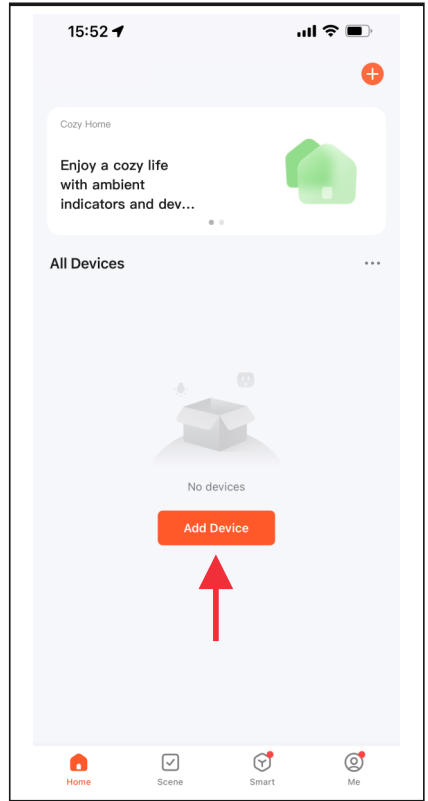 15:52
Cozy Home
Enjoy a cozy life
with ambient
indicators and dev...
All Devices
No devices
Add Device
Home
Scene
Smart
Me